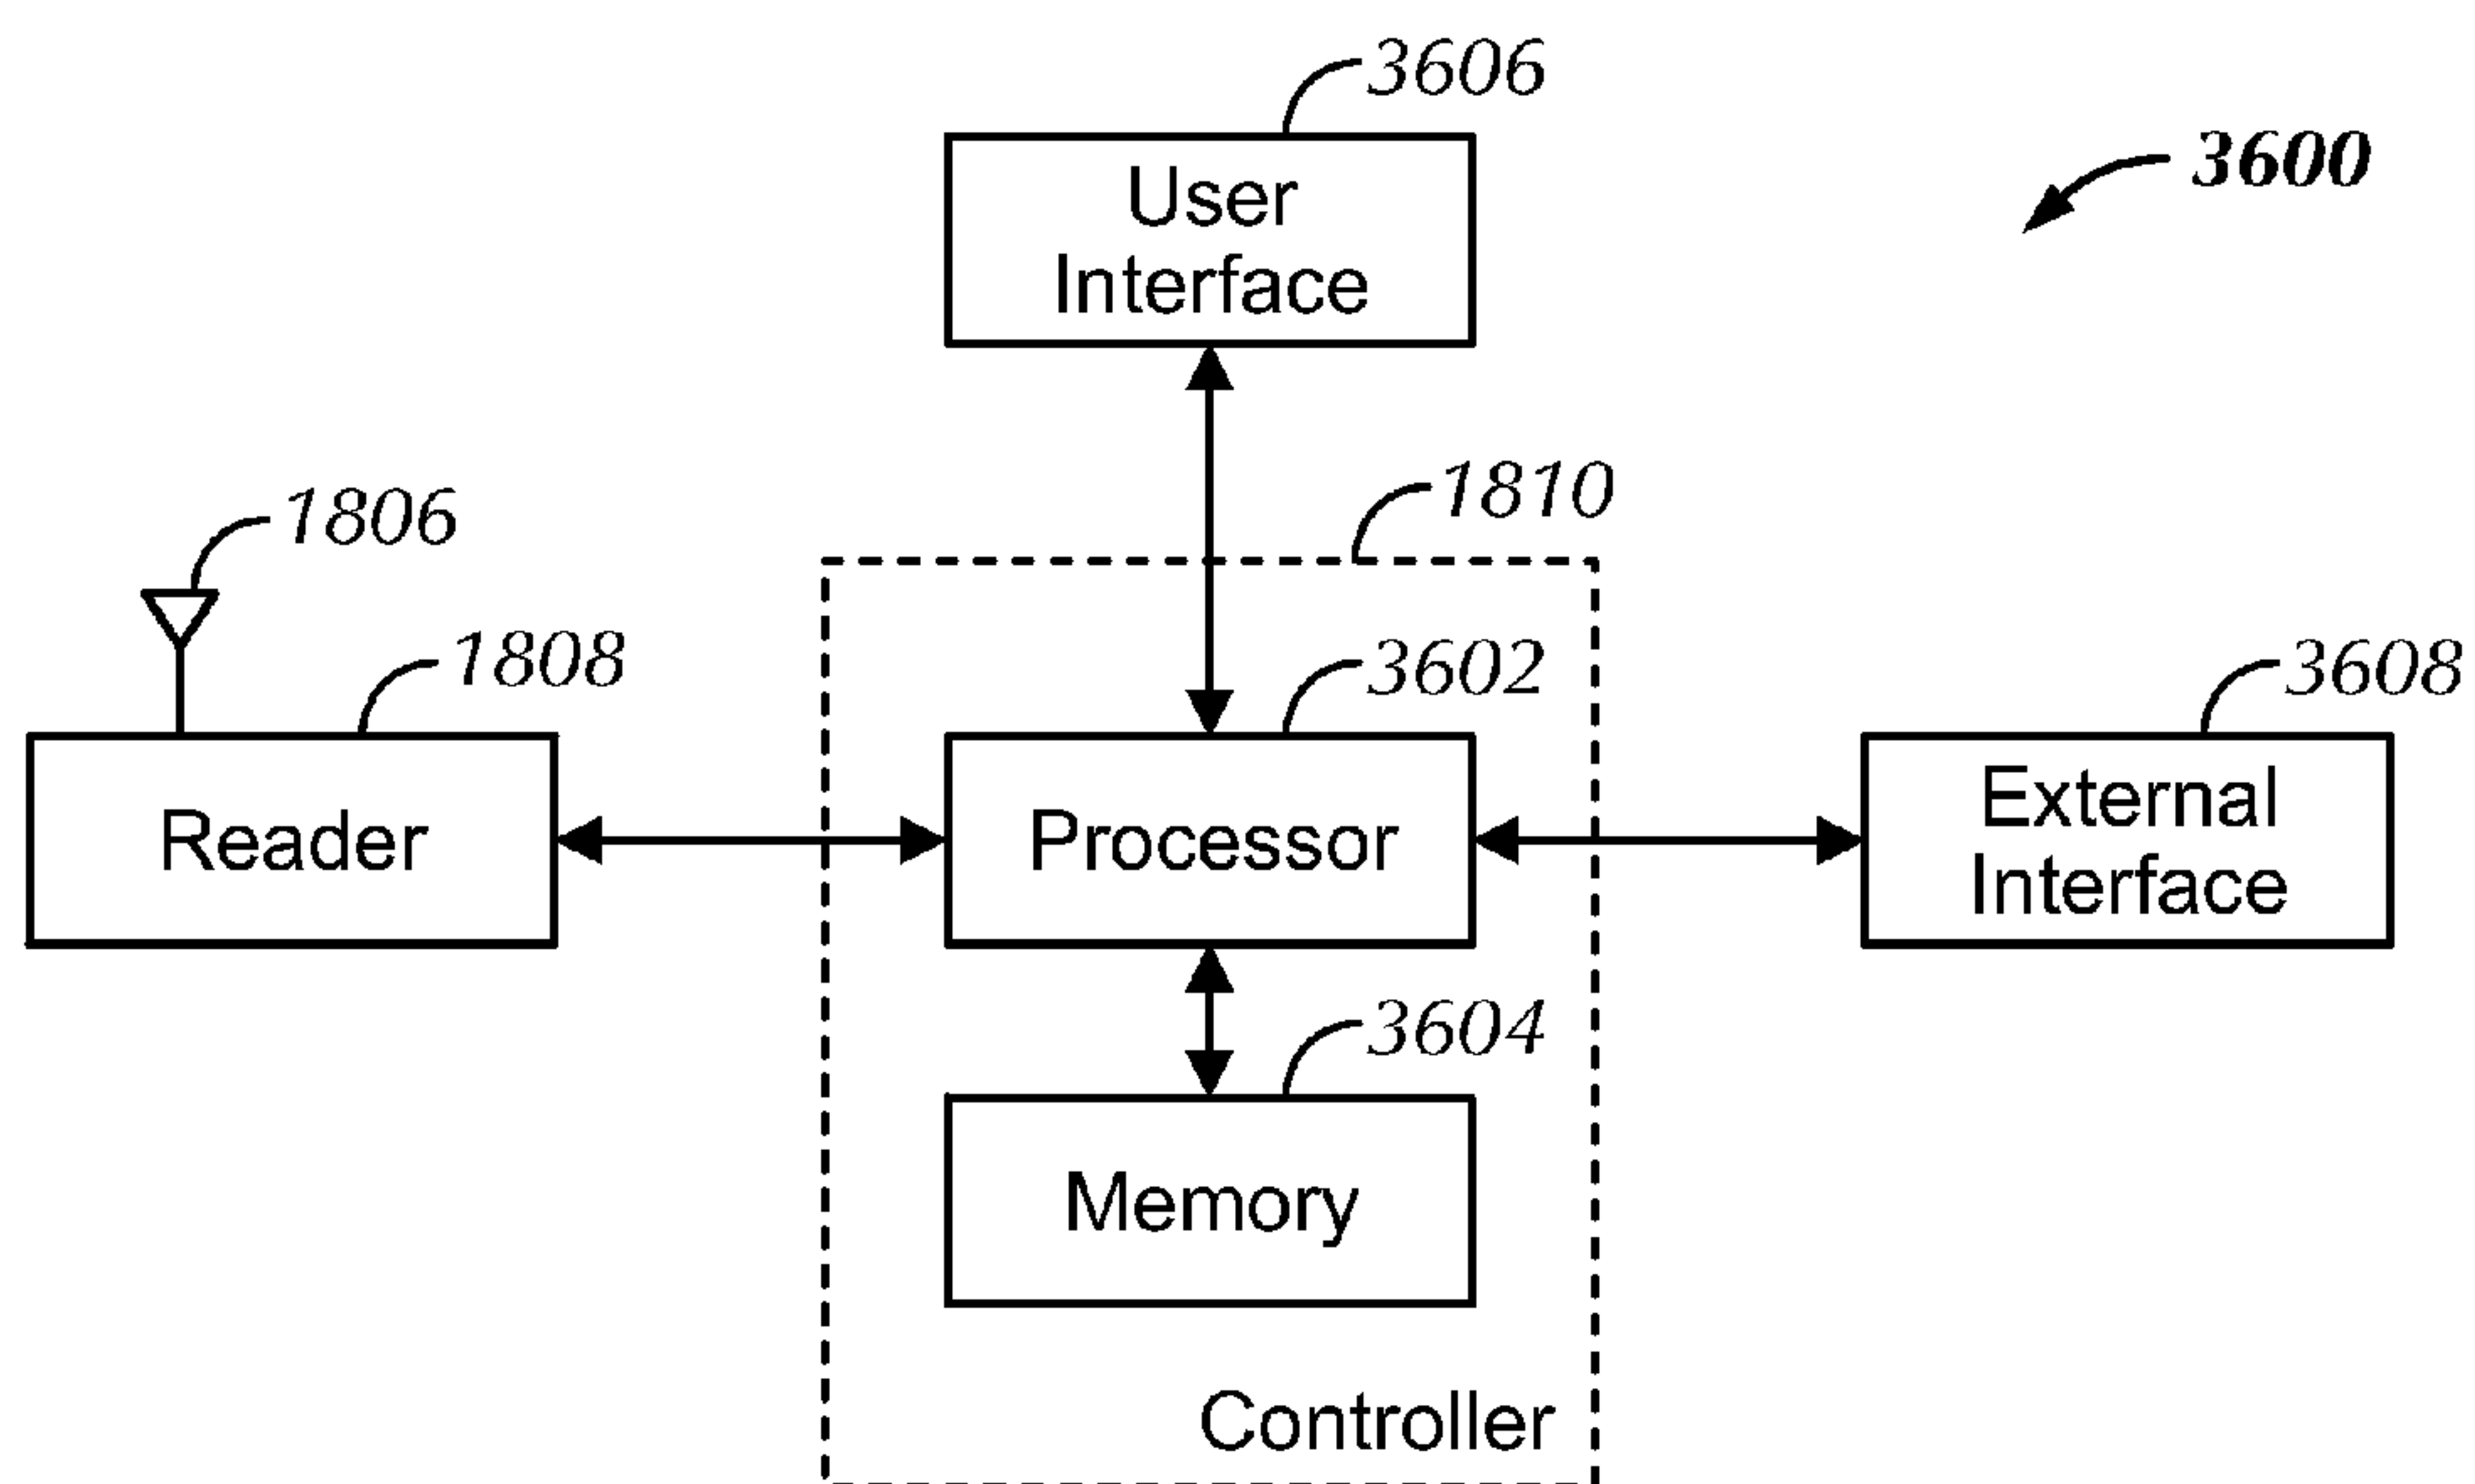 3606
3600
User
Interface
1810
1806
1808
3602
3608
Reader
Processor
External
Interface
3604
Memory
Controller